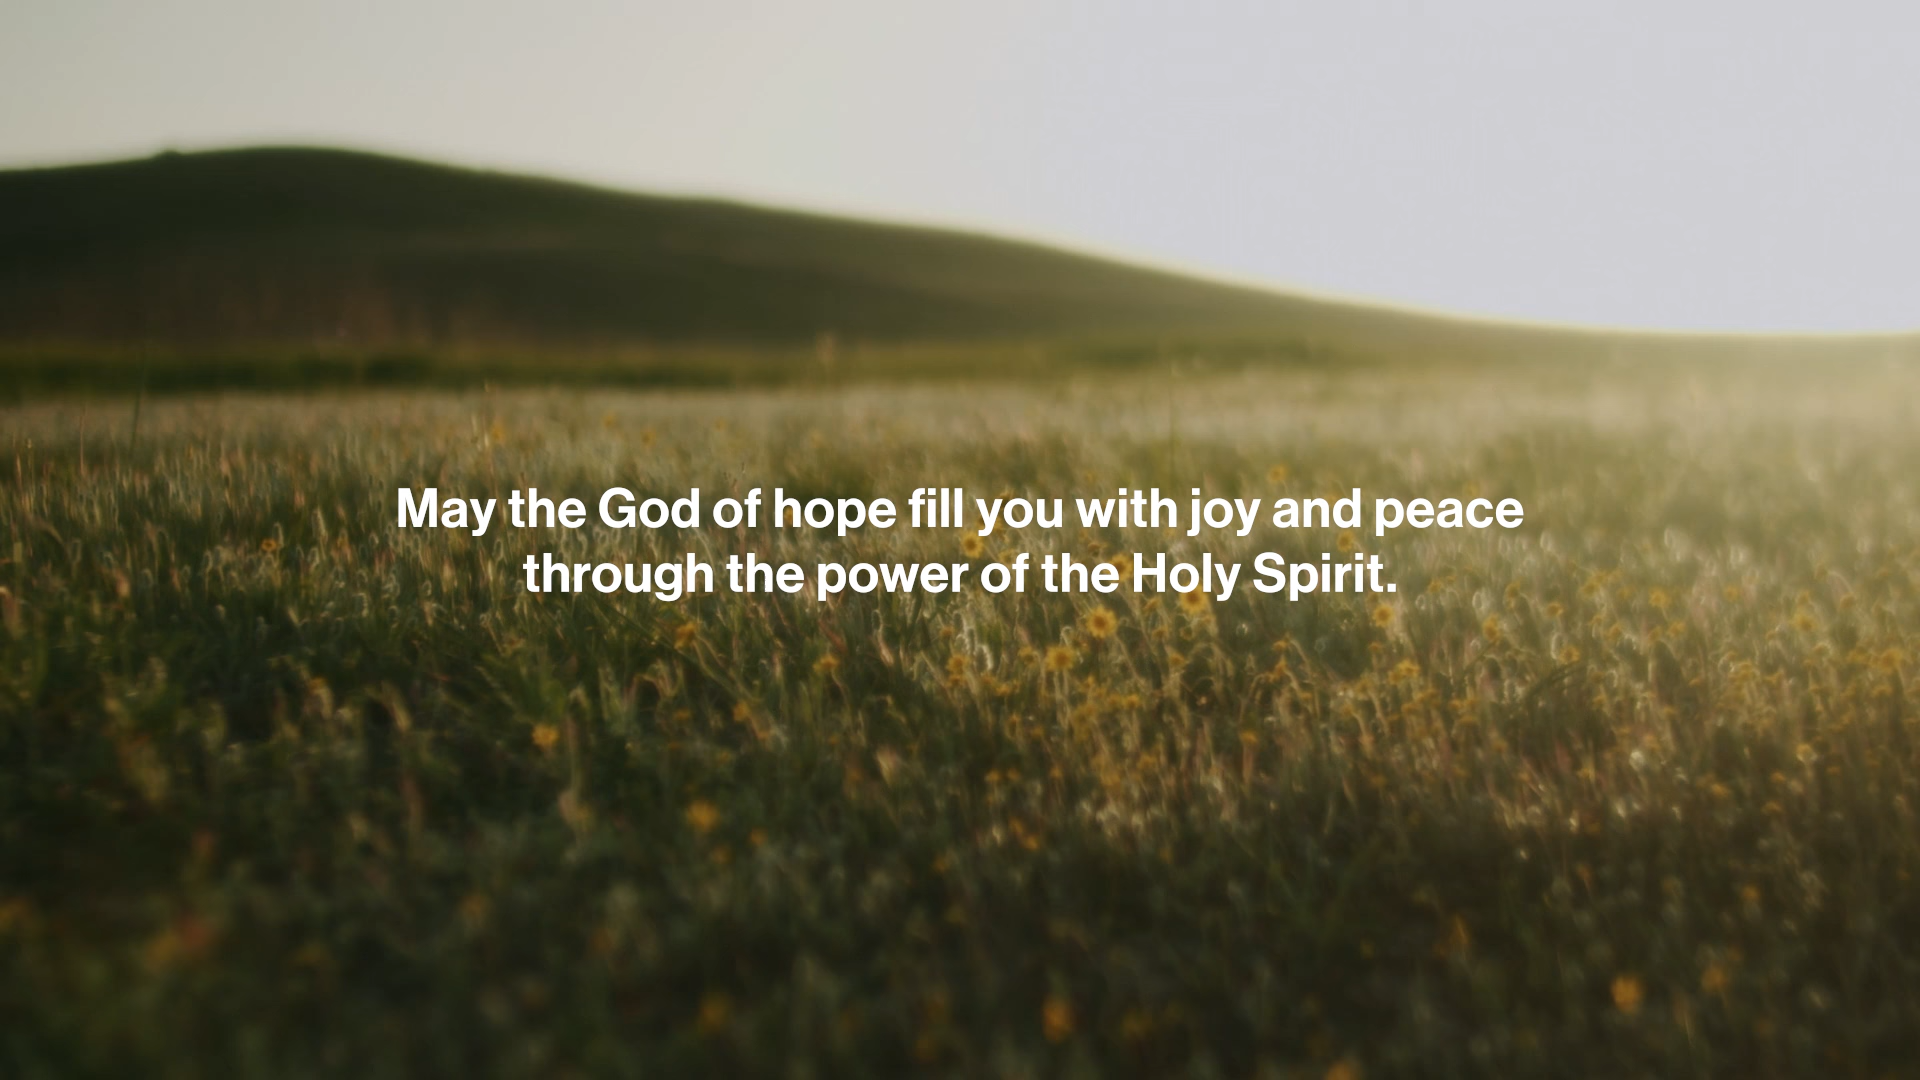 May the God of hope fill you with joy and peace
through the power of the Holy Spirit.